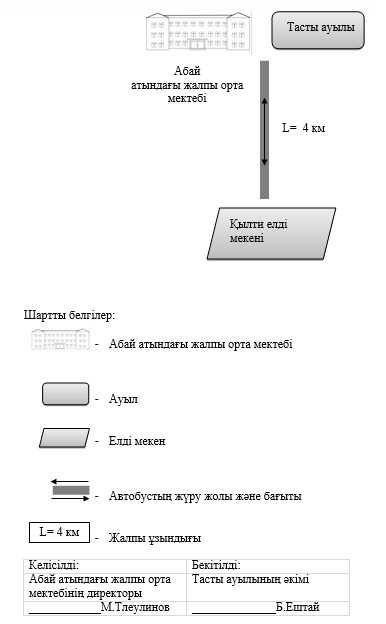 Тасты ауылы
Абай
атындағы жалпы орта
мектебі
L= 4 км
Қылти елді
мекені
Шартты белгілер:
- Абай атындағы жалпы орта мектебі
- Ауыл
- Елді мекен
- Автобустың жүру жолы және бағыты
L= 4 км - Жалпы ұзындығы
Келісілді:
Абай атындағы жалпы орта
мектебінің директоры
____________М.Тлеулинов
Бекітілді:
Тасты ауылының әкімі
______________Б.Ештай